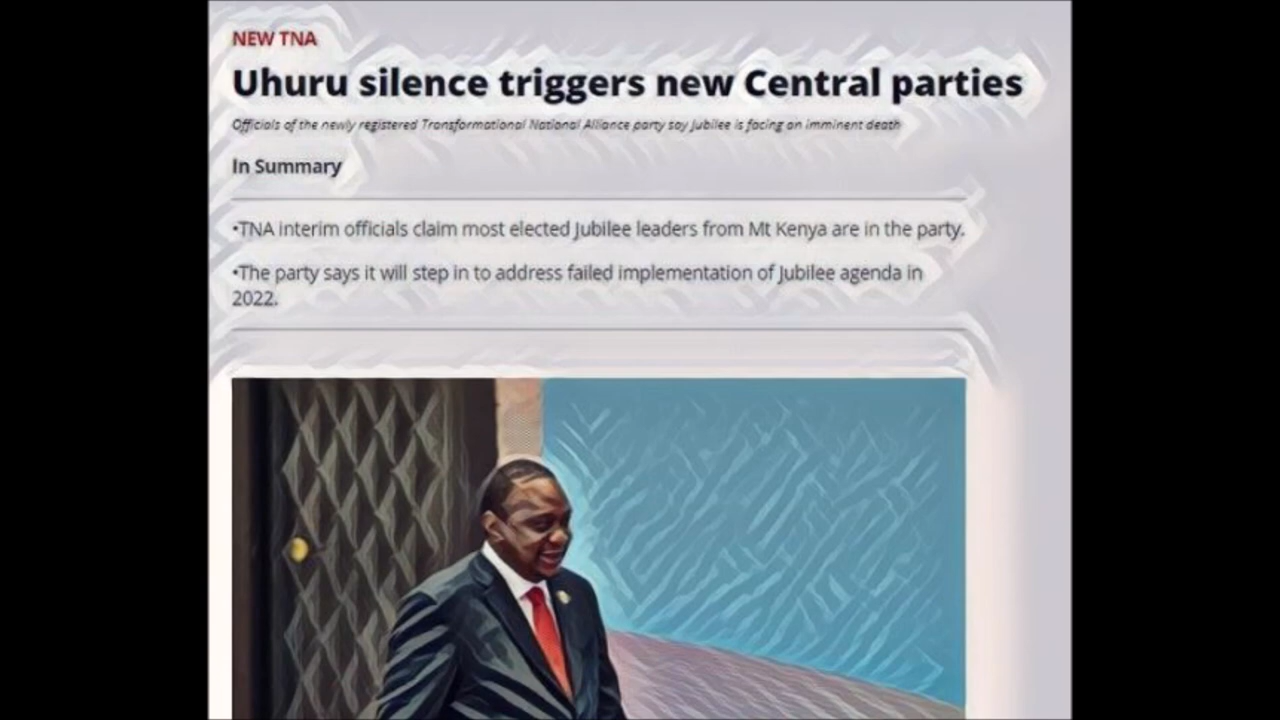 NEW TNA
Uhuru silence triggers new Central parties
Officials of the newly registered Transformational National Alliance party say Jubilee is facing an imminent death
In Summary
•TNA interim officials claim most elected Jubilee leaders from Mt Kenya are in the party.
•The party says it will step in to address failed implementation of Jubilee agenda in
2022.